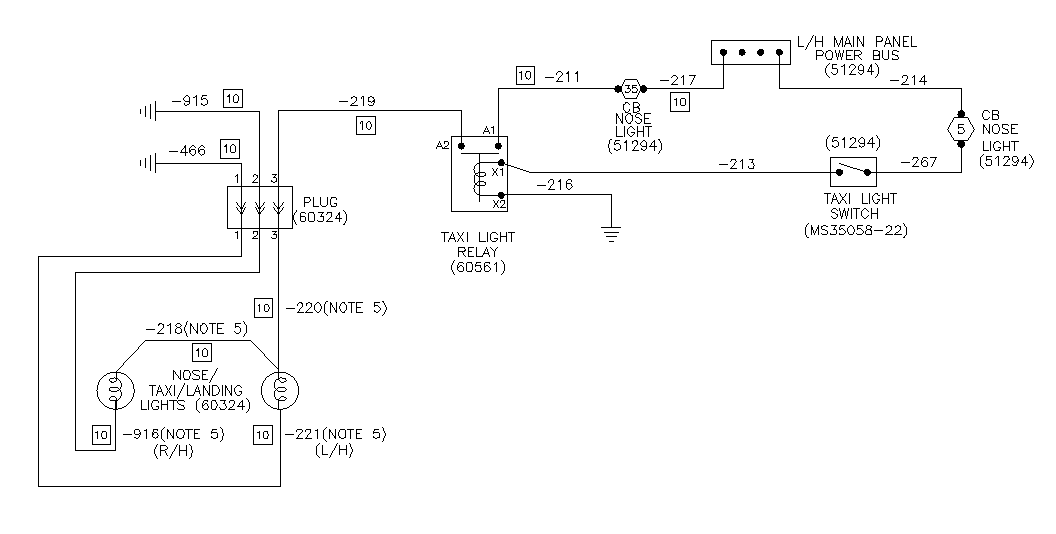 L/H MAIN PANEL
POWER BUS
(51294)
10
-211
35
-217
10
-214
CB
NOSE
LIGHT
(51294)
5
CB
NOSE
LIGHT
(51294)
-915
10
-219
10
-466
10
A2
A1
X1
X2
-213
-216
(51294)
-267
TAXI LIGHT
SWITCH
(MS35058-22)
1 2 3
PLUG
(60324)
1 2 3
TAXI LIGHT
RELAY
(60561)
10
-220(NOTE 5)
-218(NOTE 5)
10
NOSE/
TAXI/LANDING
LIGHTS (60324)
10
-916(NOTE 5)
(R/H)
10
-221(NOTE 5)
(L/H)